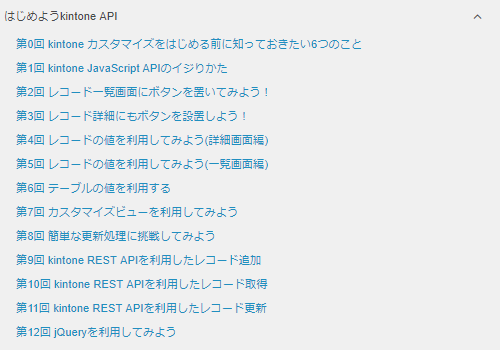 はじめようkintone API
第0回 kintone カスタマイズをはじめる前に知っておきたい6つのこと
第1回 kintone JavaScript APIのイジりかた
第2回 レコード一覧画面にボタンを置いてみよう！
第3回 レコード詳細にもボタンを設置しよう！
第4回 レコードの値を利用してみよう(詳細画面編)
第5回 レコードの値を利用してみよう(一覧画面編)
第6回 テーブルの値を利用する
第7回 カスタマイズビューを利用してみよう
第8回 簡単な更新処理に挑戦してみよう
第9回 kintone REST APIを利用したレコード追加
第10回 kintone REST APIを利用したレコード取得
第11回 kintone REST APIを利用したレコード更新
第12回 jQueryを利用してみよう